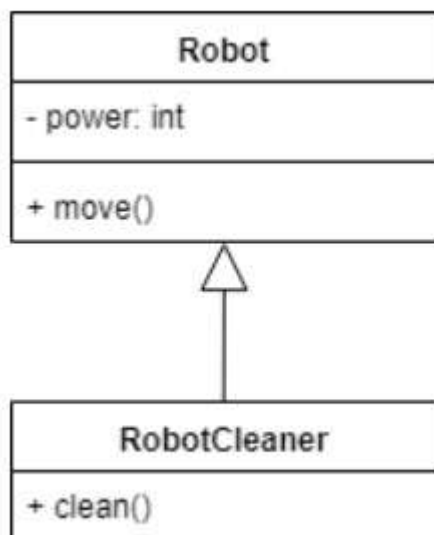 Robot
- power: int
+ move()
RobotCleaner
+ clean()